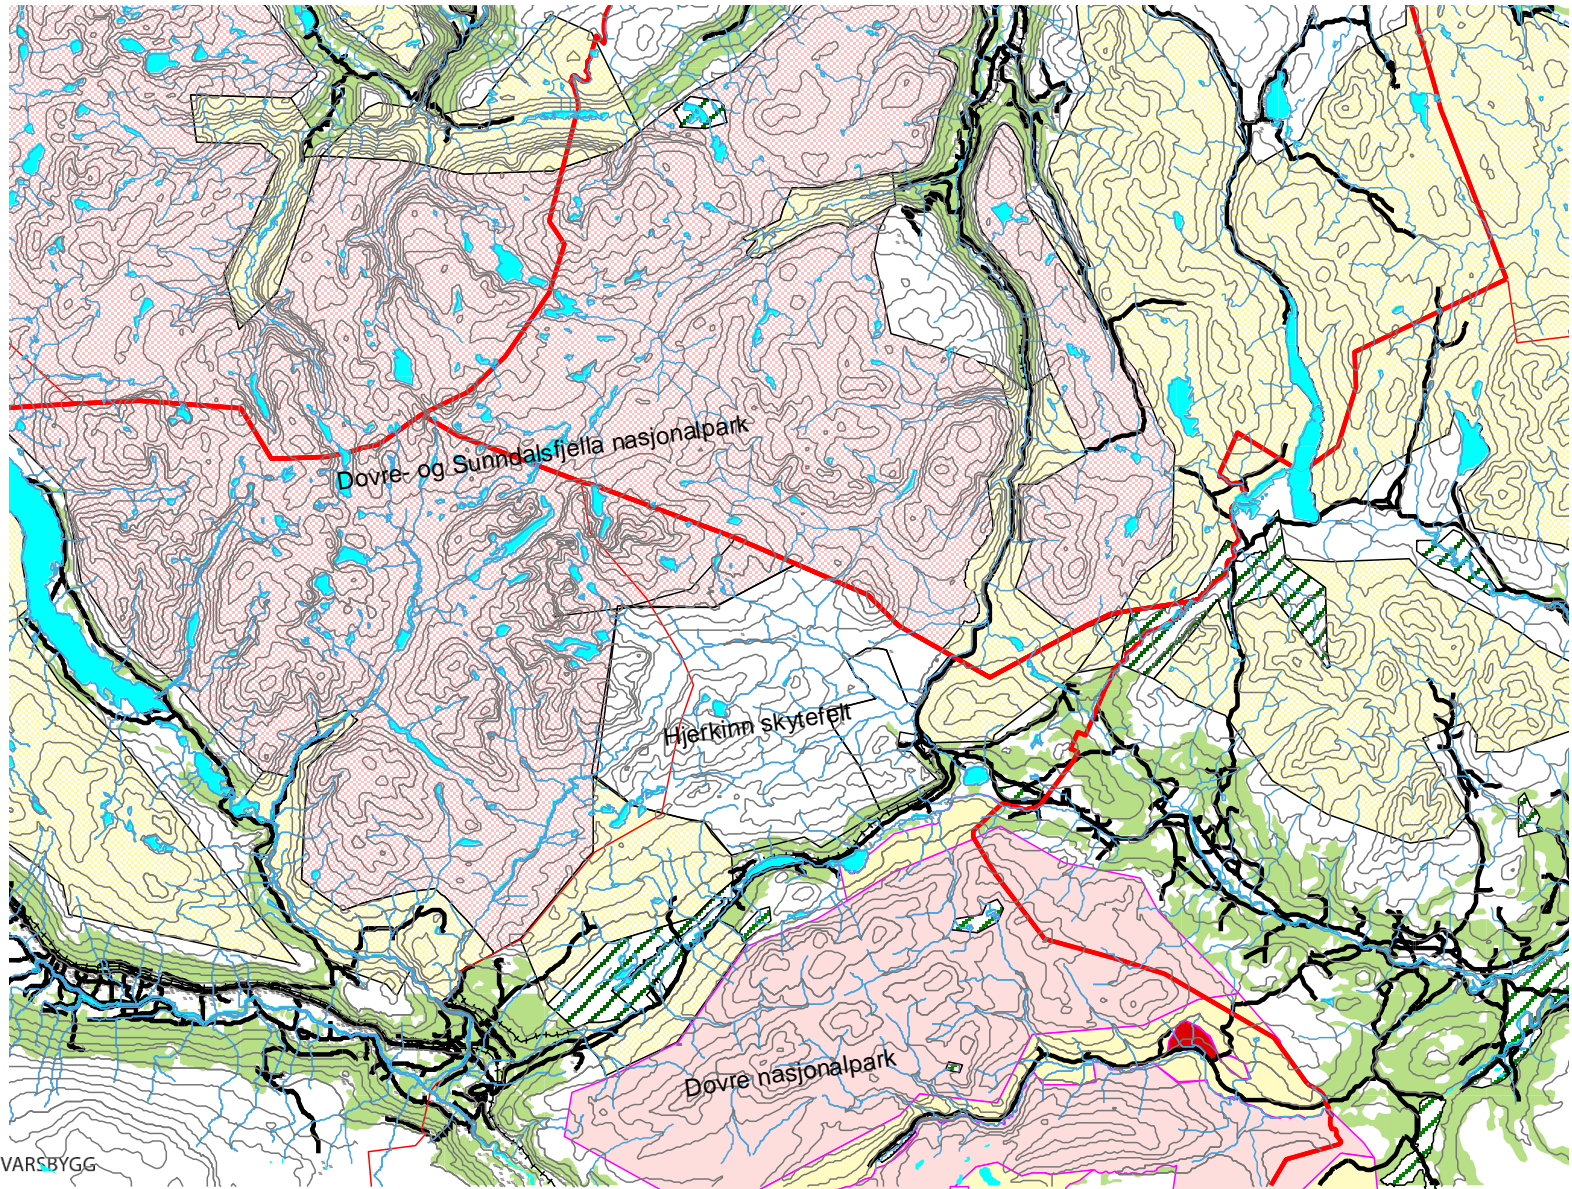 Dovre- og Sunndalsfjella nasjonalpark
Hjerkinn skytefelt
Dovre nasjonalpark
VARSBYGG